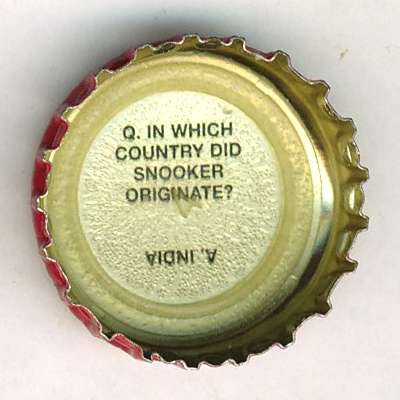 Q. IN WHICH
COUNTRY DID
SNOOKER
ORIGINATE?
A. INDIA